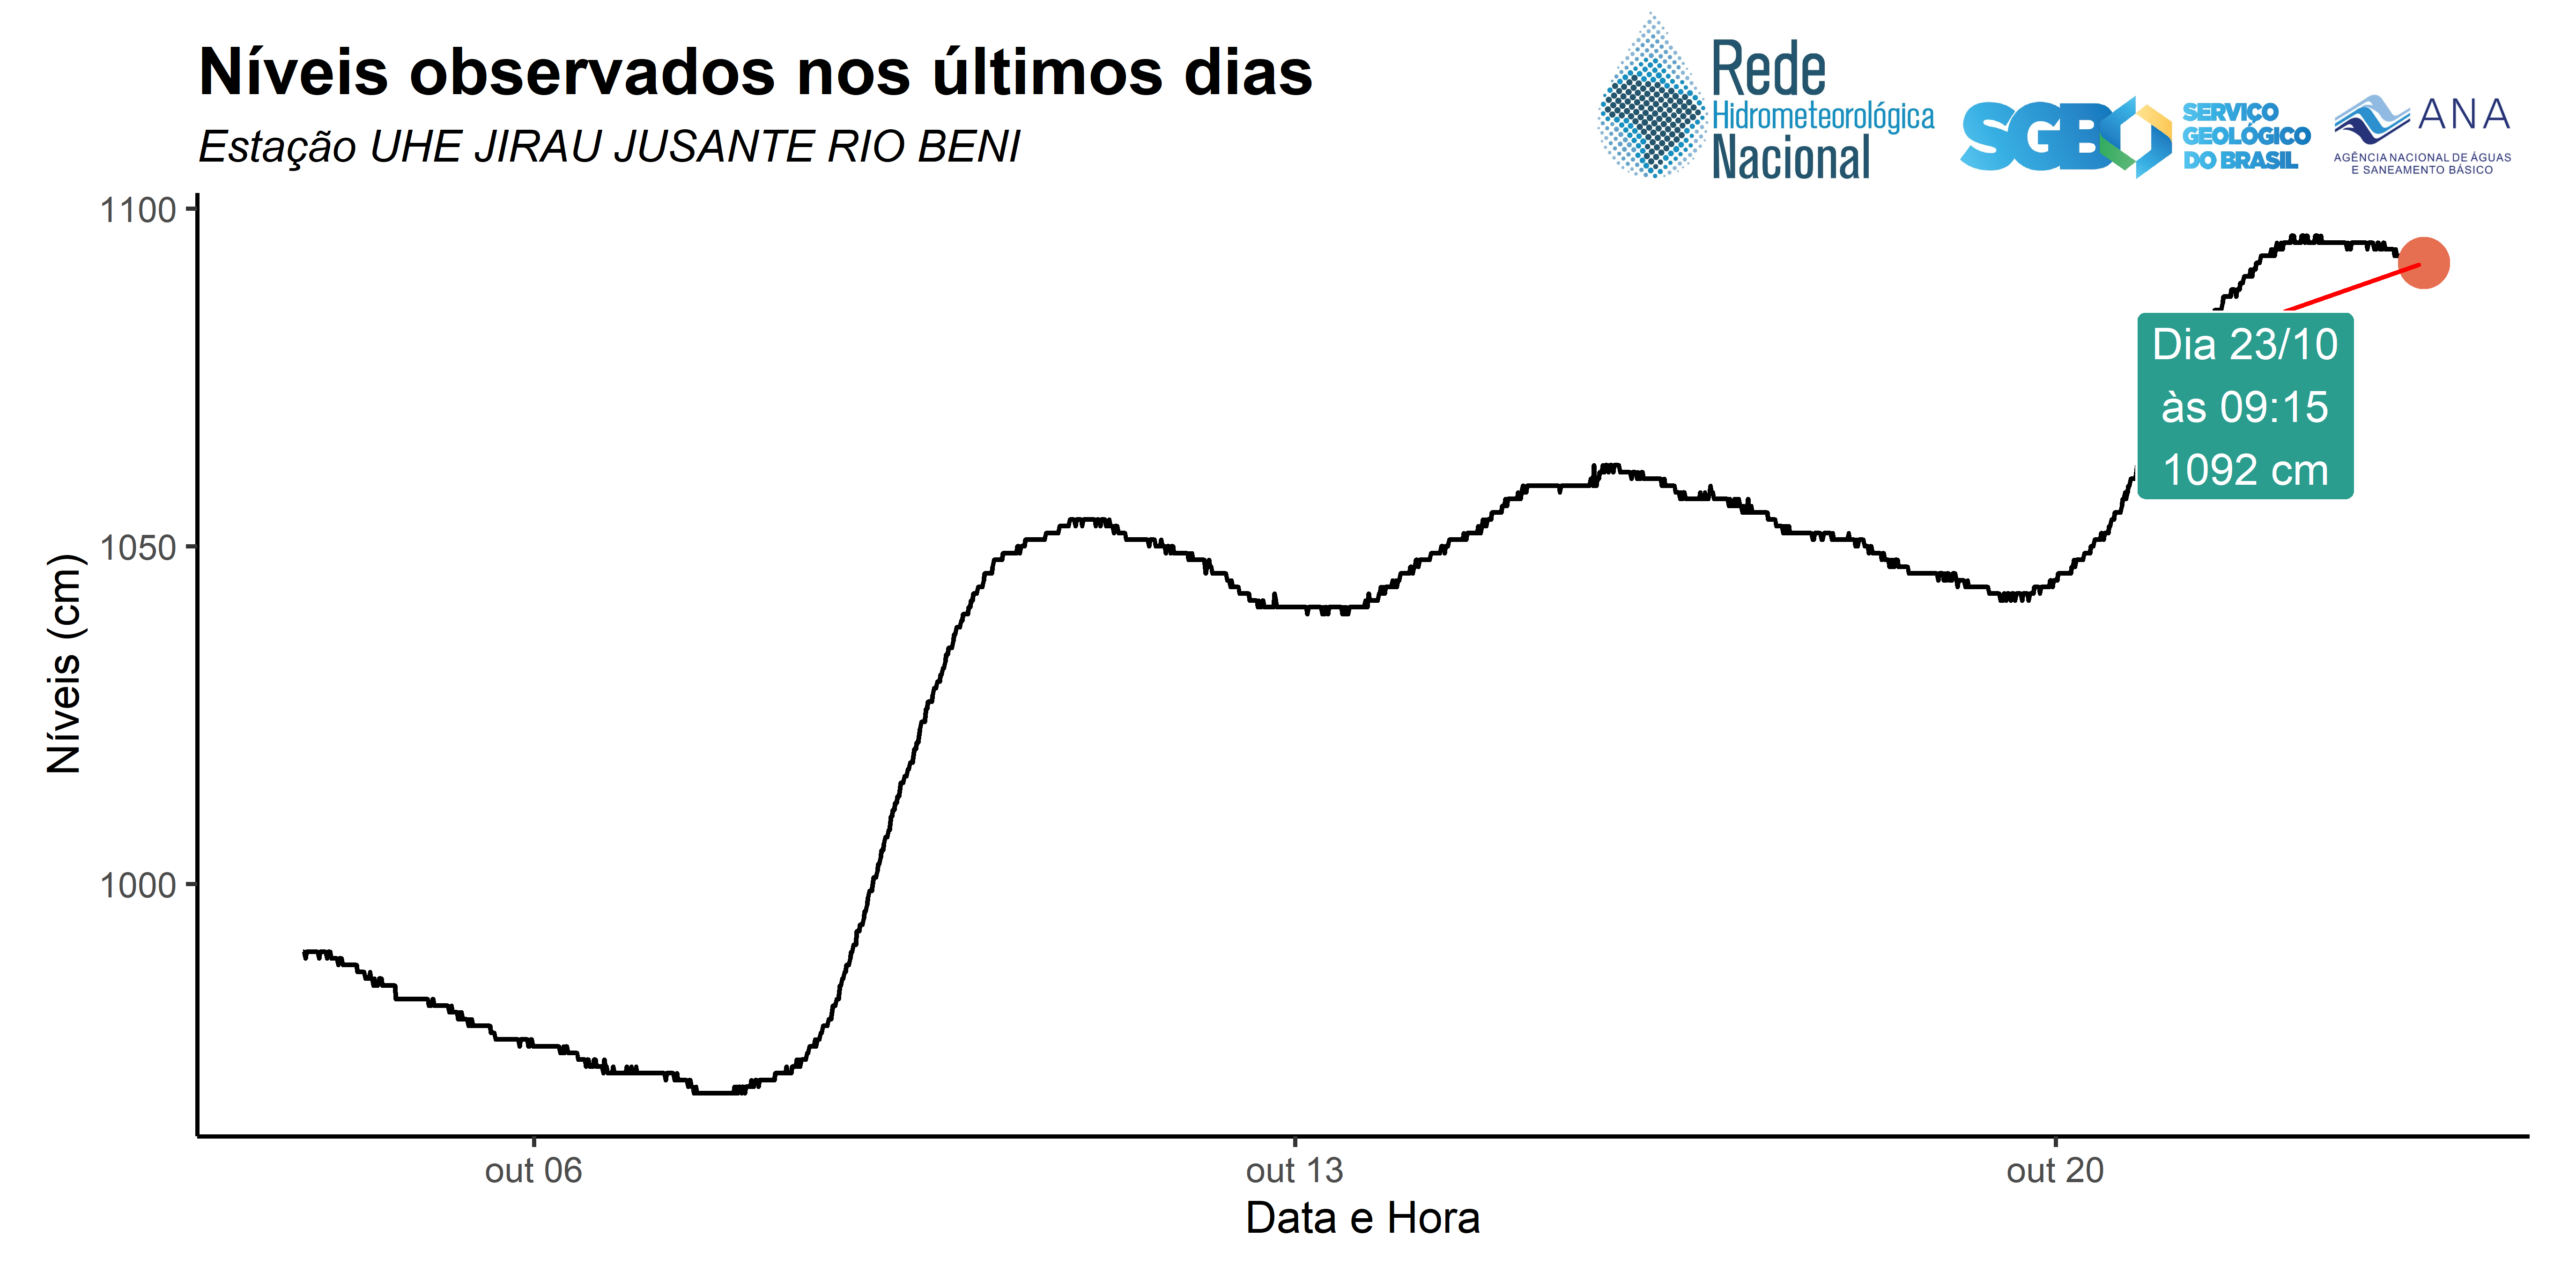 Níveis observados nos últimos dias
Estação UHE JIRAU JUSANTE RIO BENI
Rede
Hidrometeorológica
Nacional
SGB
SERVIÇO
GEOLÓGICO
DO BRASIL
ANA
AGÊNCIA NACIONAL DE ÁGUAS
E SANEAMENTO BÁSICO
Níveis (cm)
1100
1050
1000
Dia 23/10
às 09:15
1092 cm
out 06
out 13
out 20
Data e Hora